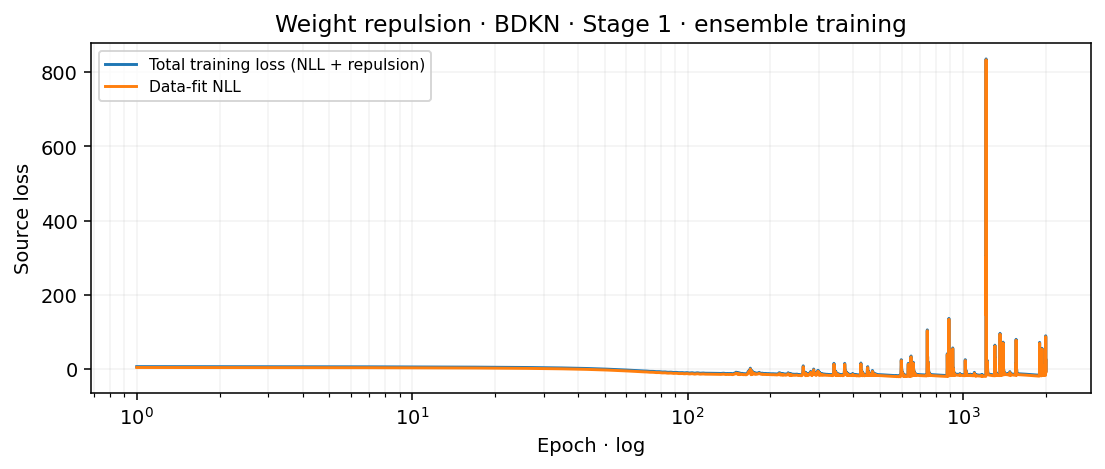 Weight repulsion · BDKN · Stage 1 · ensemble training
Total training loss (NLL + repulsion)
Data-fit NLL
Source loss
800
600
400
200
0
10⁰
10¹
10²
10³
Epoch · log